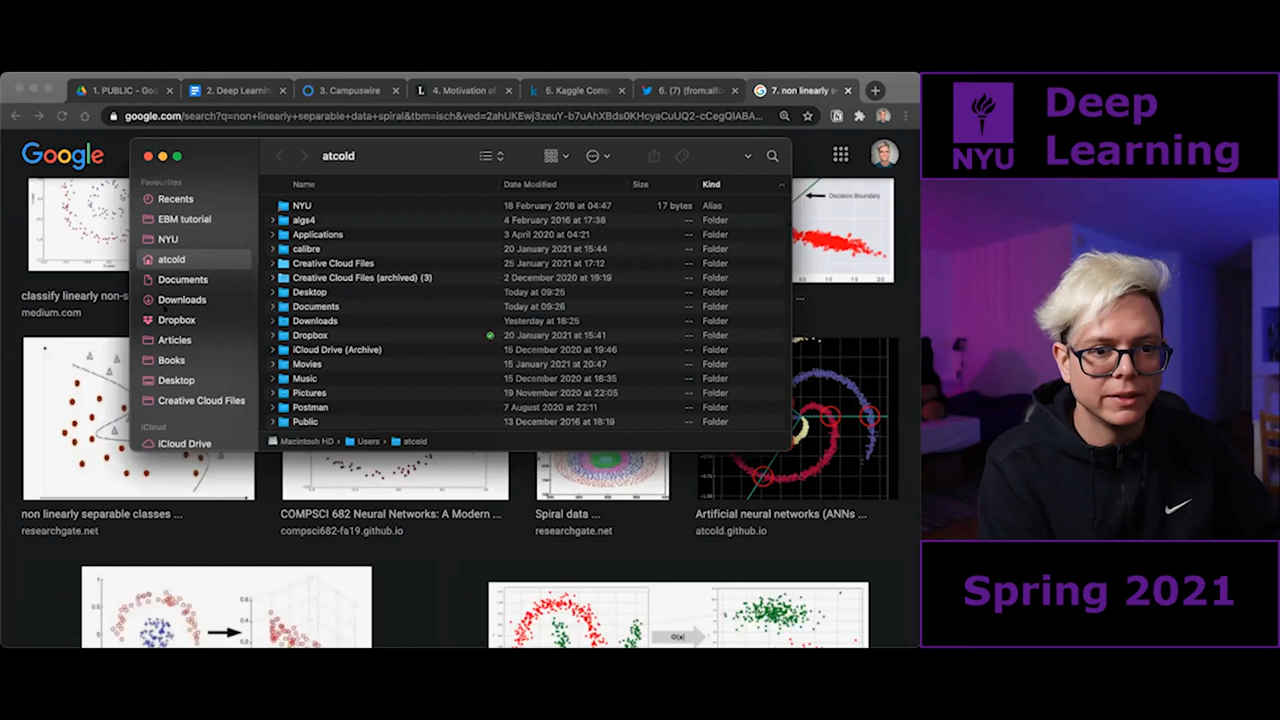 1. PUBLIC - Goo
2. Deep Learnin
3. Campuswire
4. Motivation of
5. Kaggle Comp
6. (7) (from:alfc
7. non linearly s
google.com/search?q=non+linearly+separable+data+spiral&tbm=isch&ved=2ahUKEwj3zeuY-b7uAhXBds0KHcyaCuUQ2-cCegQIABA...
Google
atcold
Favourites
Recents
EBM tutorial
NYU
atcold
Documents
Downloads
Dropbox
Articles
Books
Desktop
Creative Cloud Files
iCloud
iCloud Drive
Name Date Modified Size Kind
NYU 18 February 2018 at 04:47 17 bytes Alias
algs4 4 February 2016 at 17:38 -- Folder
Applications 3 April 2020 at 04:21 -- Folder
calibre 20 January 2021 at 15:44 -- Folder
Creative Cloud Files 25 January 2021 at 17:12 -- Folder
Creative Cloud Files (archived) (3) 2 December 2020 at 19:19 -- Folder
Desktop Today at 09:25 -- Folder
Documents Today at 09:26 -- Folder
Downloads Yesterday at 18:25 -- Folder
Dropbox 20 January 2021 at 15:41 -- Folder
iCloud Drive (Archive) 15 December 2020 at 19:46 -- Folder
Movies 15 January 2021 at 20:47 -- Folder
Music 15 December 2020 at 18:35 -- Folder
Pictures 19 November 2020 at 22:05 -- Folder
Postman 7 August 2020 at 22:11 -- Folder
Public 13 December 2016 at 18:19 -- Folder
Macintosh HD › Users › atcold
Decision Boundary
classify linearly non-s
medium.com
...
non linearly separable classes ...
researchgate.net
COMPSCI 682 Neural Networks: A Modern ...
compsci682-fa19.github.io
Spiral data ...
researchgate.net
Artificial neural networks (ANNs ...
atcold.github.io
Φ(x)
NYU
Deep
Learning
Spring 2021